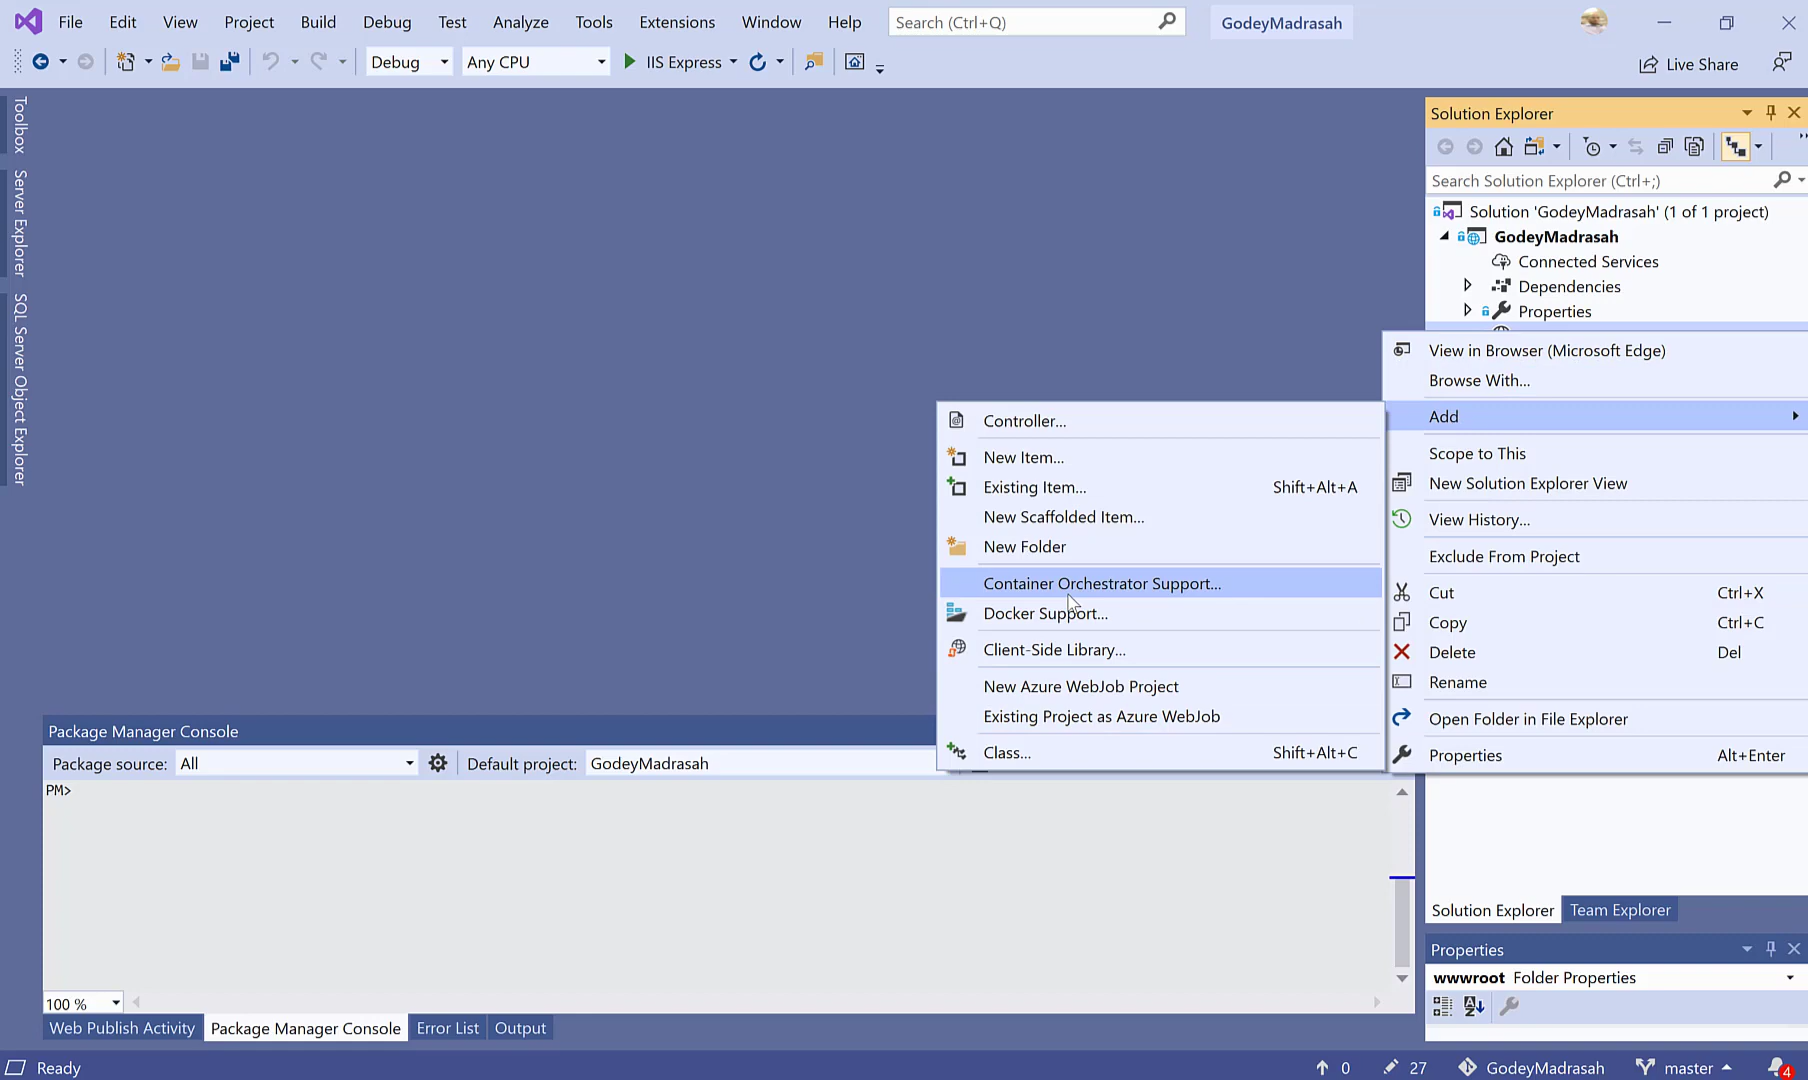 File Edit View Project Build Debug Test Analyze Tools Extensions Window Help Search (Ctrl+Q) GodeyMadrasah
Debug Any CPU IIS Express Live Share
Toolbox
Server Explorer
SQL Server Object Explorer
Solution Explorer
Search Solution Explorer (Ctrl+;)
Solution 'GodeyMadrasah' (1 of 1 project)
GodeyMadrasah
Connected Services
Dependencies
Properties
View in Browser (Microsoft Edge)
Browse With...
Add
Scope to This
New Solution Explorer View
View History...
Exclude From Project
Cut Ctrl+X
Copy Ctrl+C
Delete Del
Rename
Open Folder in File Explorer
Properties Alt+Enter
Controller...
New Item...
Existing Item... Shift+Alt+A
New Scaffolded Item...
New Folder
Container Orchestrator Support...
Docker Support...
Client-Side Library...
New Azure WebJob Project
Existing Project as Azure WebJob
Class... Shift+Alt+C
Package Manager Console
Package source: All Default project: GodeyMadrasah
PM>
100 %
Web Publish Activity Package Manager Console Error List Output
Solution Explorer Team Explorer
Properties
wwwroot Folder Properties
Ready 0 27 GodeyMadrasah master 4